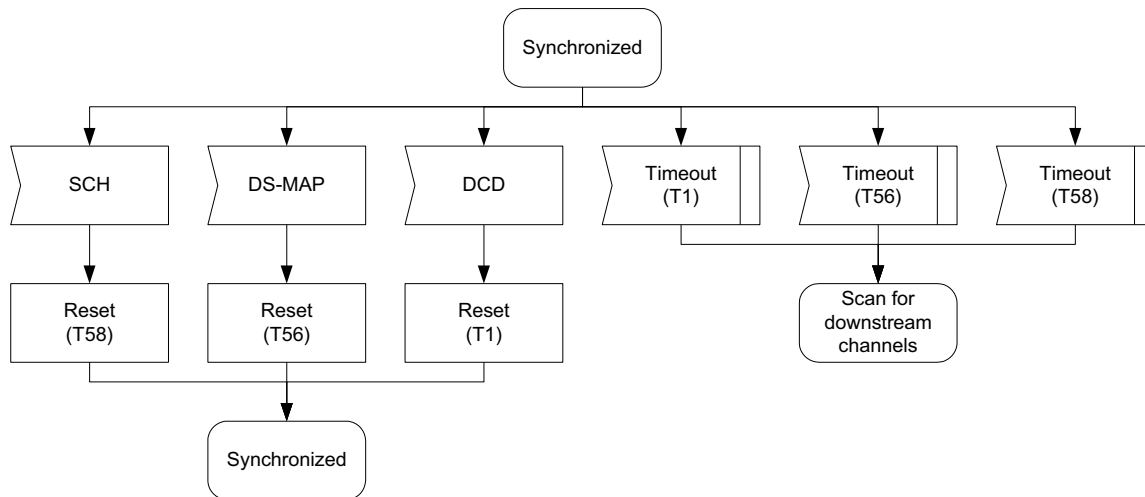 Synchronized
SCH
DS-MAP
DCD
Timeout
(T1)
Timeout
(T56)
Timeout
(T58)
Reset
(T58)
Reset
(T56)
Reset
(T1)
Scan for
downstream
channels
Synchronized